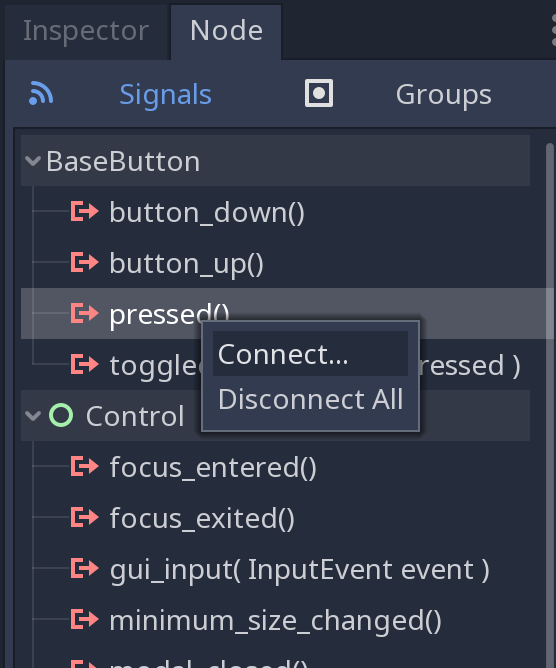 Inspector Node
Signals Groups
BaseButton
button_down()
button_up()
pressed()
Connect...
toggle ressed )
Disconnect All
Control
focus_entered()
focus_exited()
gui_input( InputEvent event )
minimum_size_changed()